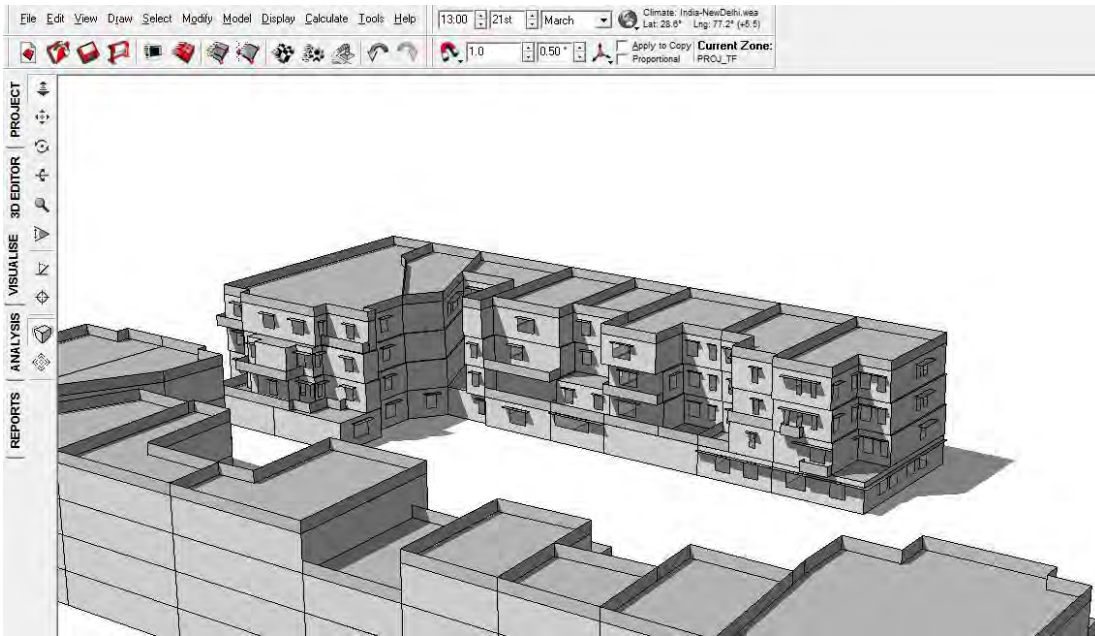 File Edit View Draw Select Modify Model Display Calculate Tools Help
13:00 21st March
Climate: India-NewDelhi.wea
Lat: 28.6° Lng: 77.2° (+5.5)
1.0 0.50° Apply to Copy Current Zone:
Proportional PROJ_TF
PROJECT
3D EDITOR
VISUALISE
ANALYSIS
REPORTS